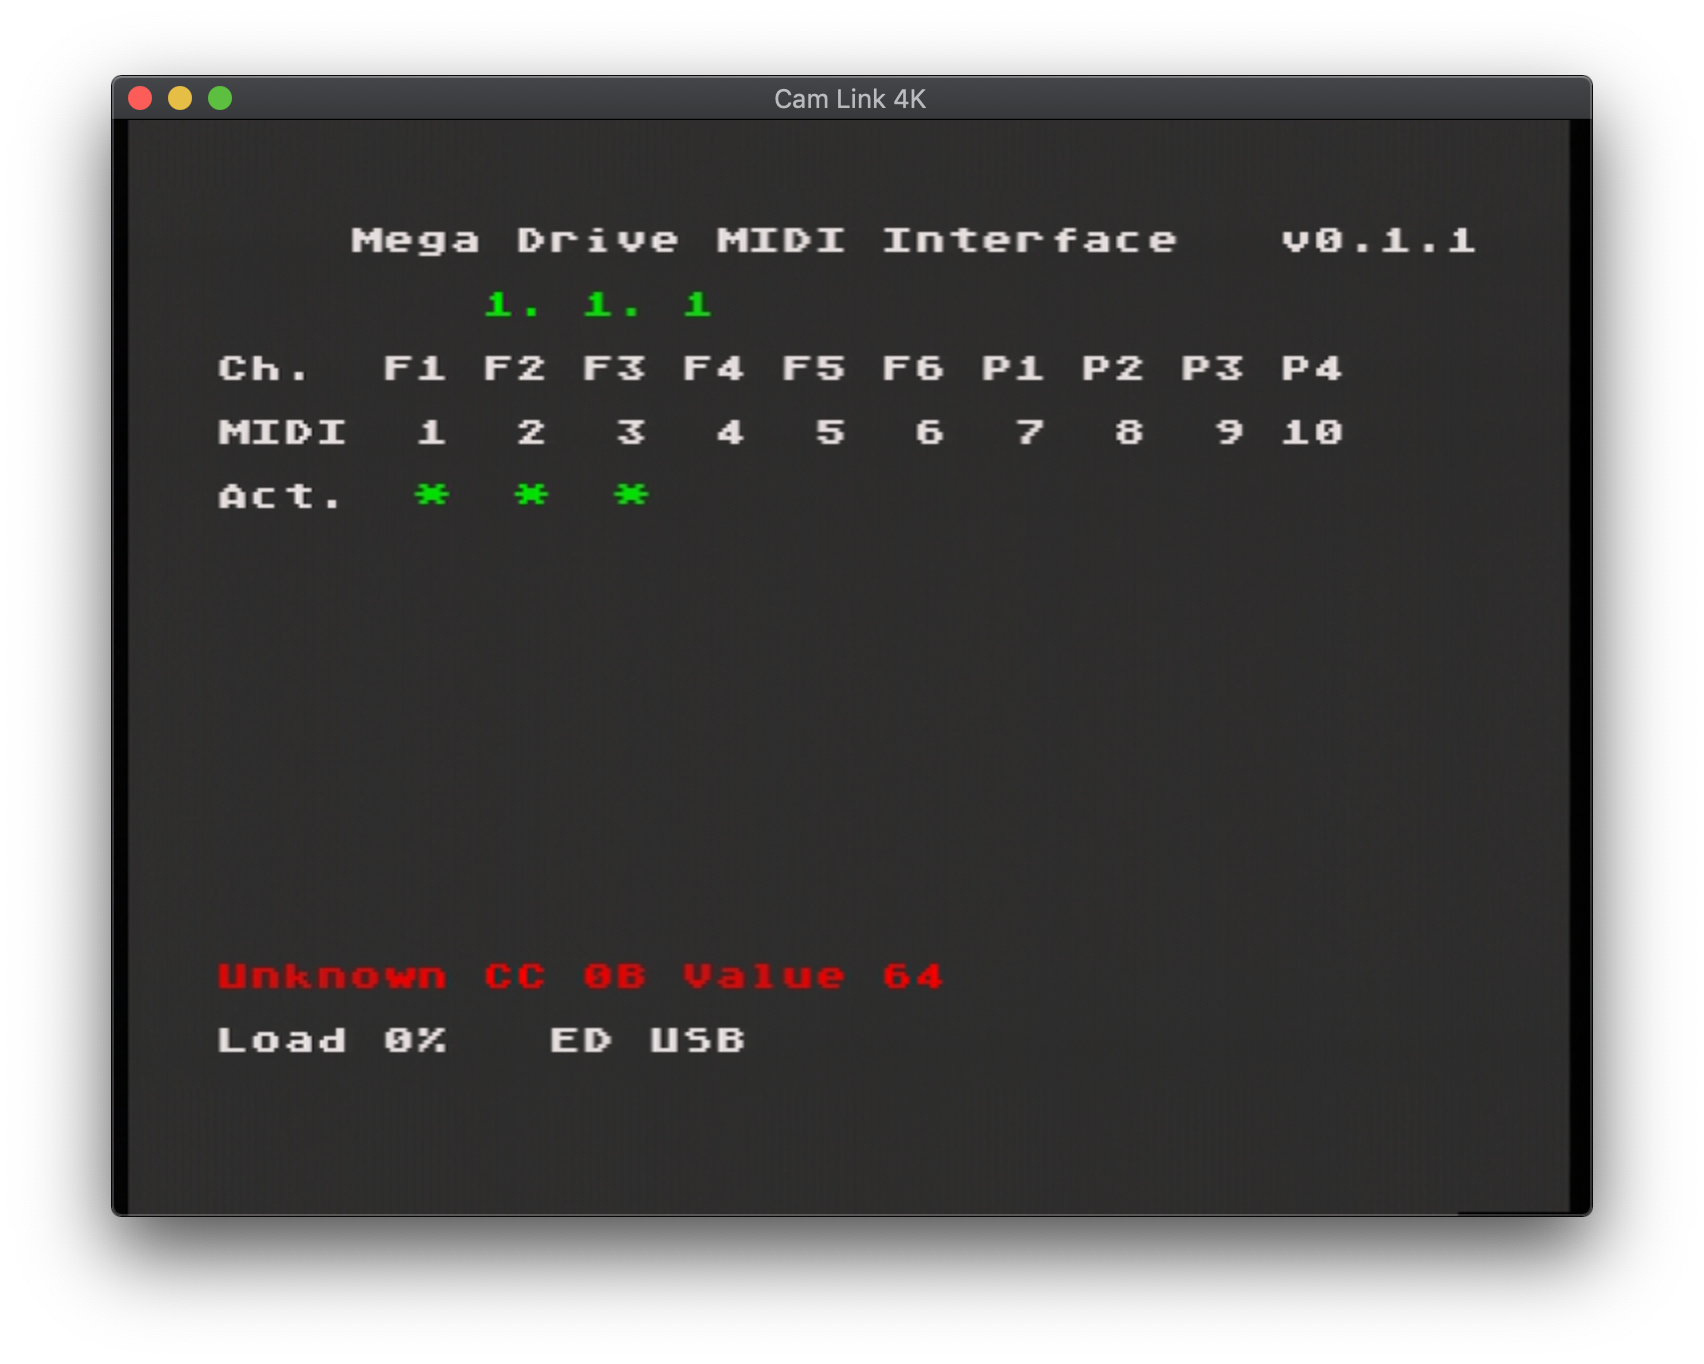 Cam Link 4K
Mega Drive MIDI Interface v0.1.1
1. 1. 1
Ch. F1 F2 F3 F4 F5 F6 P1 P2 P3 P4
MIDI 1 2 3 4 5 6 7 8 9 10
Act. * * *
Unknown CC 0B Value 64
Load 0% ED USB